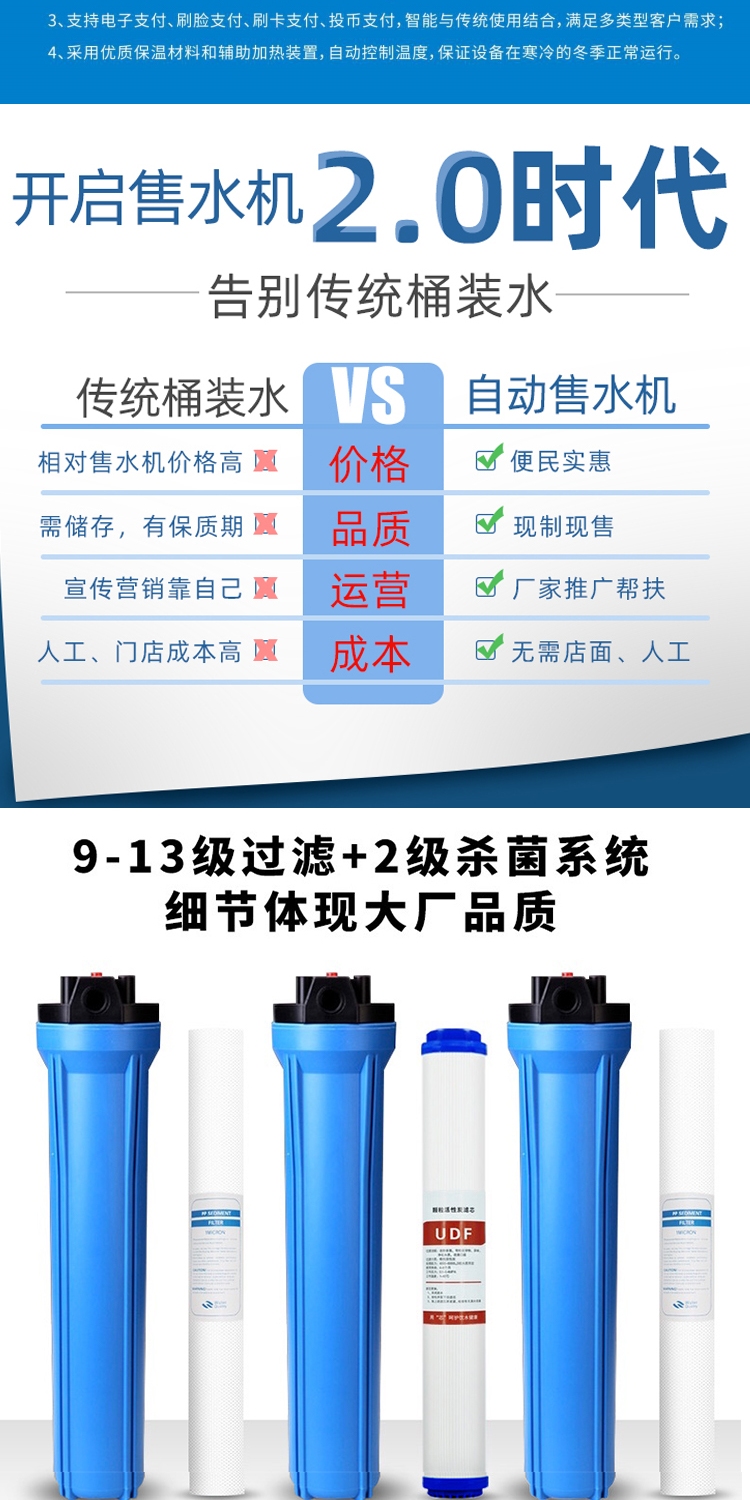 3、支持电子支付、刷脸支付、刷卡支付、投币支付，智能与传统使用结合，满足多类型客户需求；
4、采用优质保温材料和辅助加热装置，自动控制温度，保证设备在寒冷的冬季正常运行。
开启售水机2.0时代
告别传统桶装水
传统桶装水 VS 自动售水机
相对售水机价格高 价格 便民实惠
需储存，有保质期 品质 现制现售
宣传营销靠自己 运营 厂家推广帮扶
人工、门店成本高 成本 无需店面、人工
9-13级过滤+2级杀菌系统
细节体现大厂品质
PP SEDIMENT
FILTER
颗粒活性炭滤芯
UDF
PP SEDIMENT
FILTER